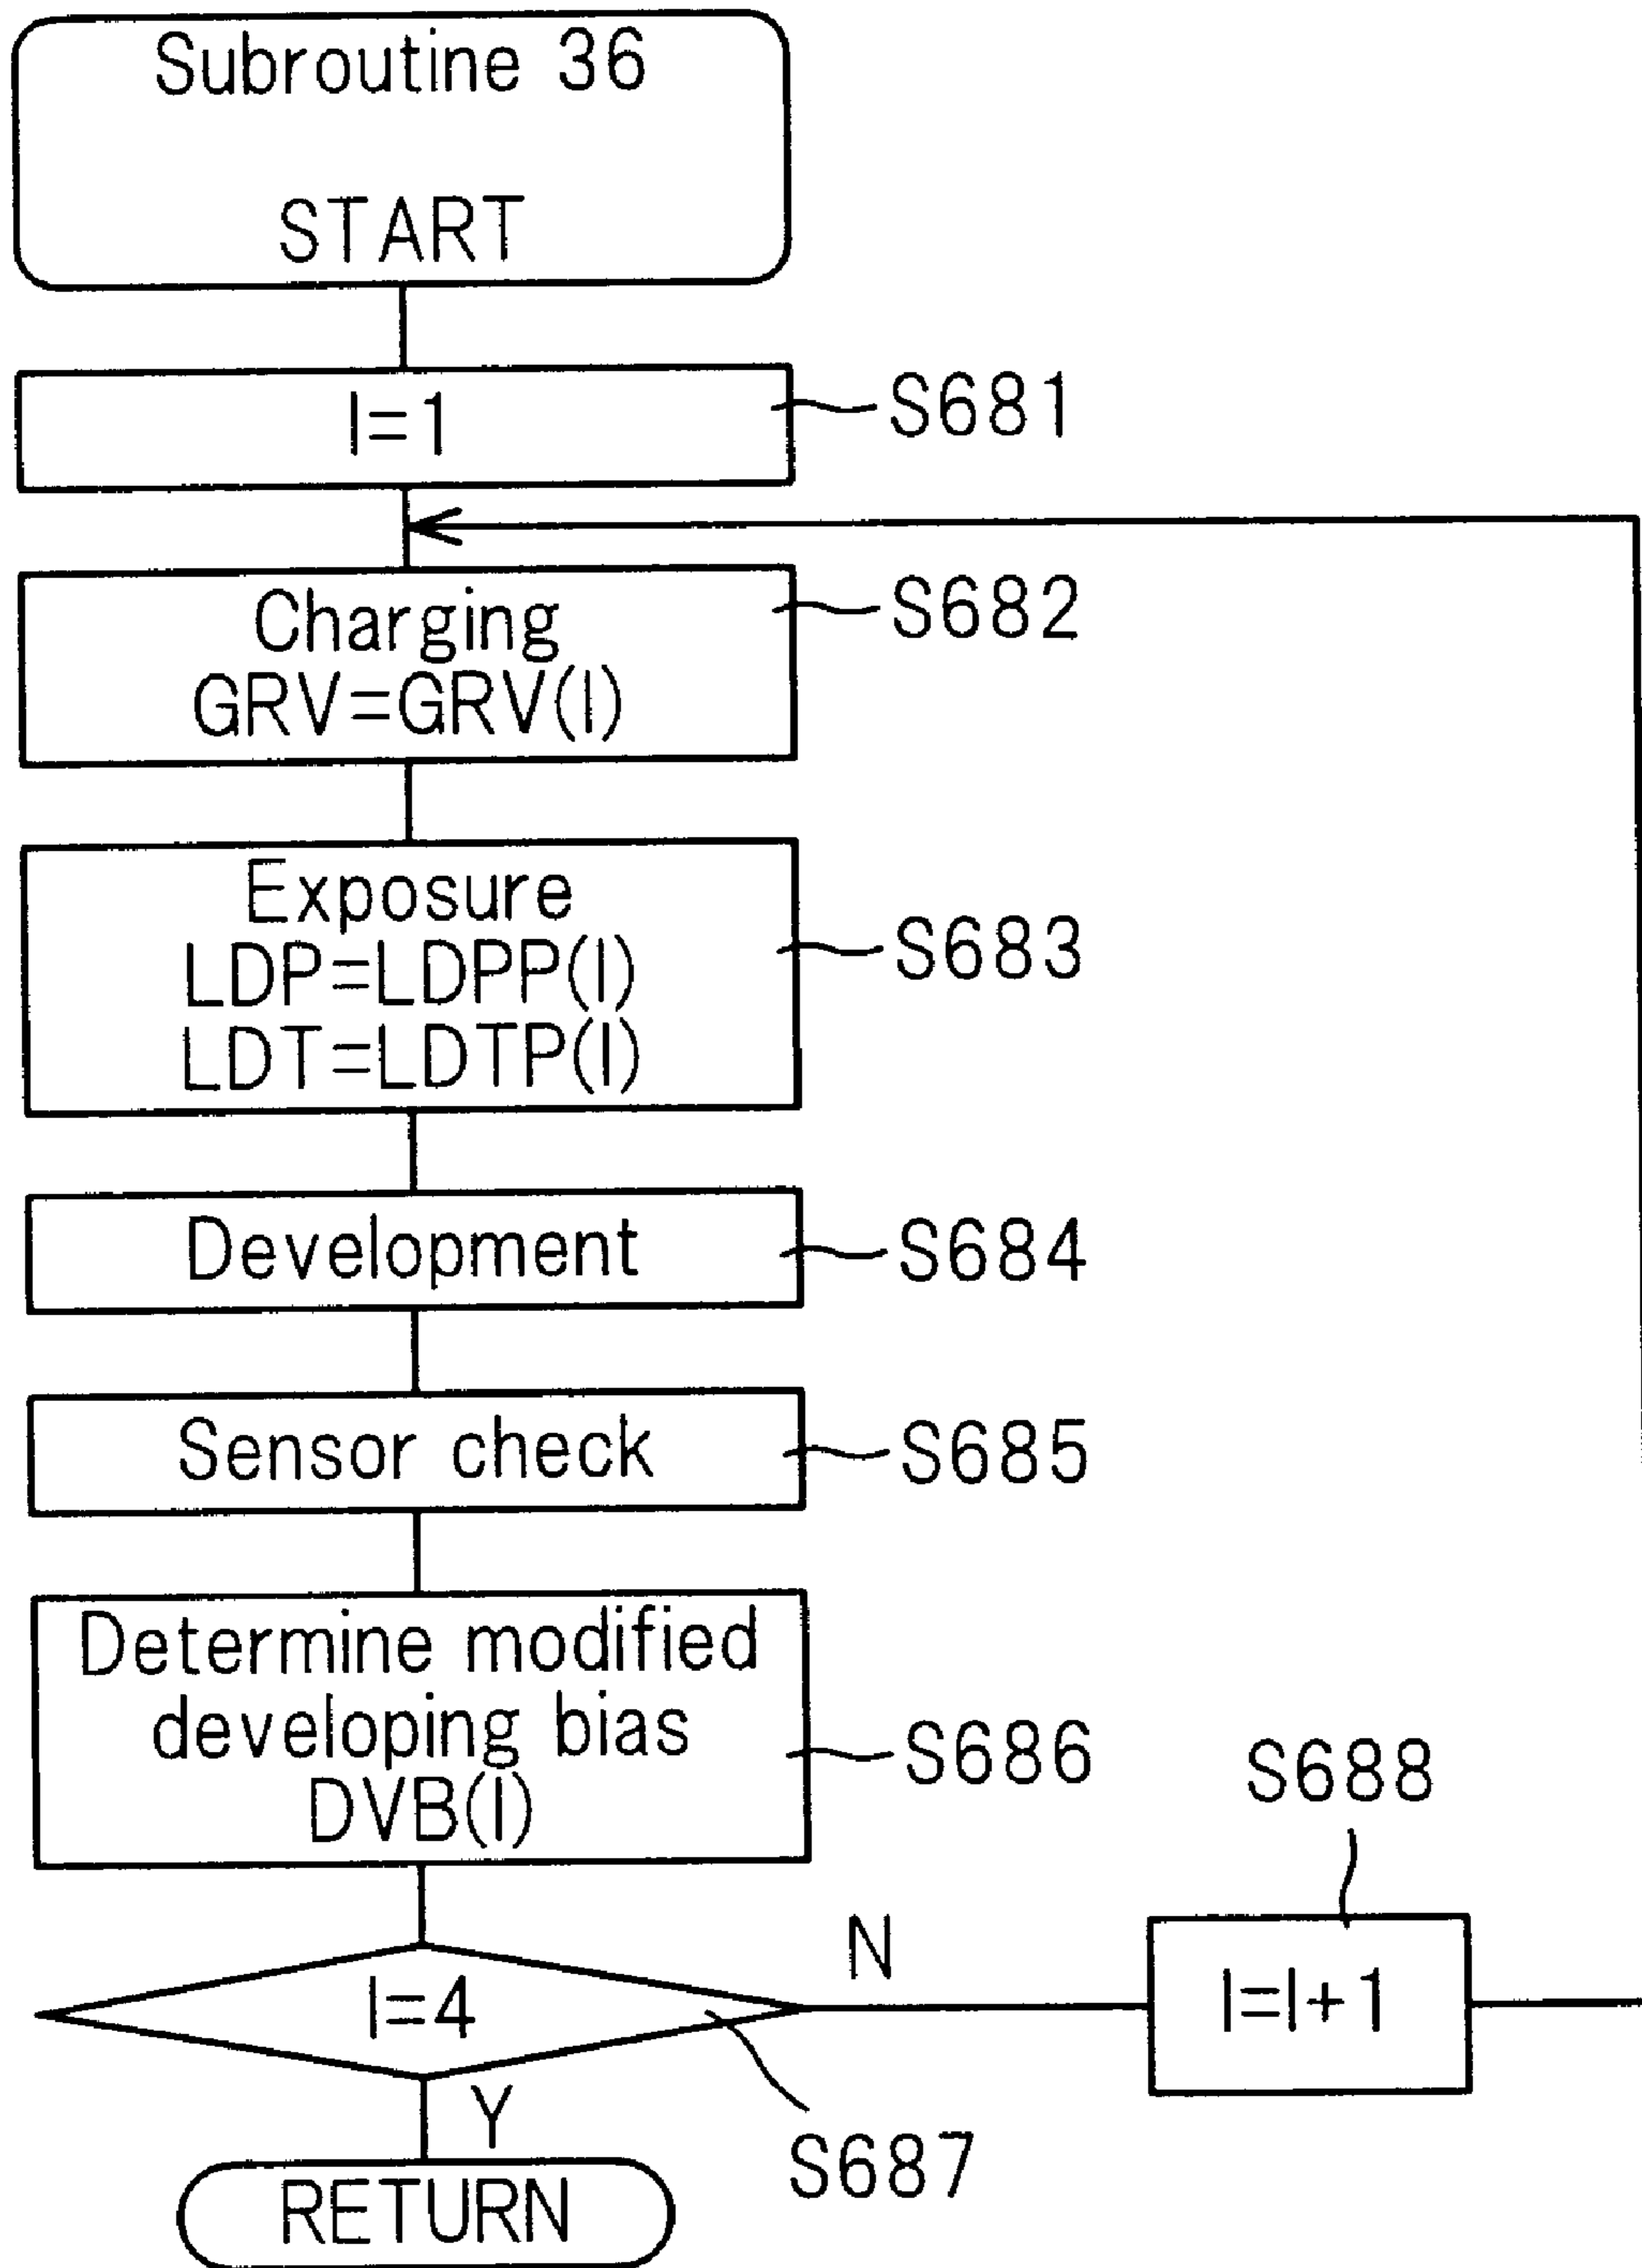 Subroutine 36
START
I=1
S681
Charging
GRV=GRV(I)
S682
Exposure
LDP=LDPP(I)
LDT=LDTP(I)
S683
Development
S684
Sensor check
S685
Determine modified
developing bias
DVB(I)
S686
S688
I=4
N
I=I+1
Y
S687
RETURN